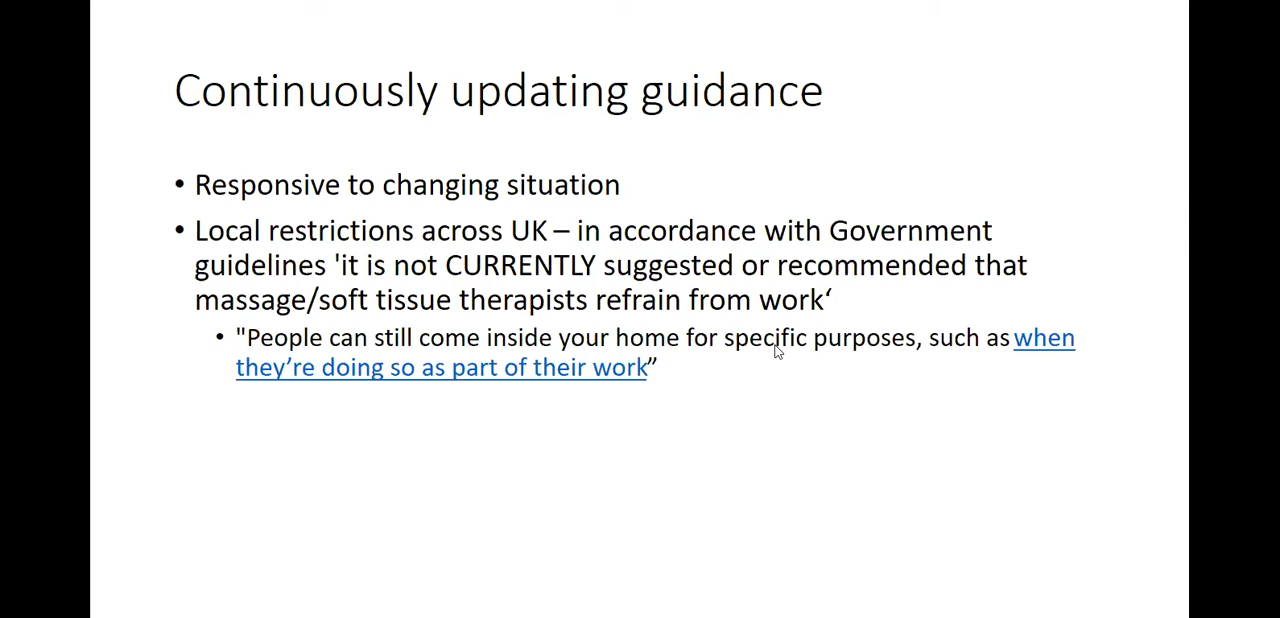 Continuously updating guidance
• Responsive to changing situation
• Local restrictions across UK – in accordance with Government
guidelines 'it is not CURRENTLY suggested or recommended that
massage/soft tissue therapists refrain from work‘
• "People can still come inside your home for specific purposes, such as when
they’re doing so as part of their work”